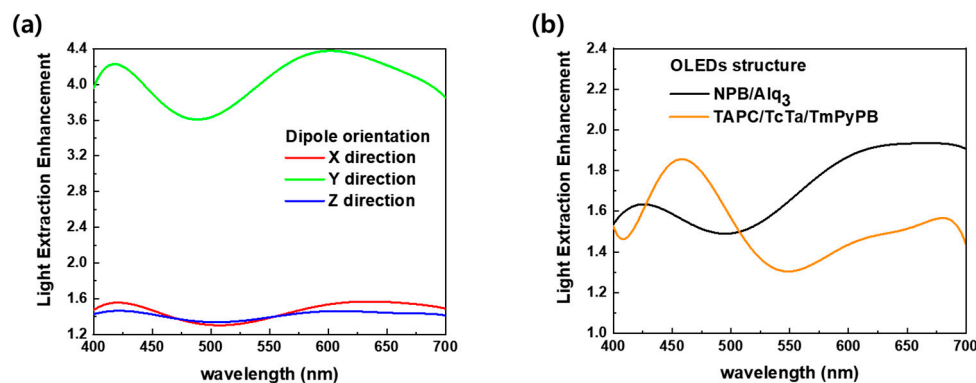 (a)
Light Extraction Enhancement
4.4
4.0
3.6
3.2
2.8
2.4
2.0
1.6
1.2
Dipole orientation
X direction
Y direction
Z direction
400 450 500 550 600 650 700
wavelength (nm)
(b)
Light Extraction Enhancement
2.4
2.2
2.0
1.8
1.6
1.4
1.2
1.0
OLEDs structure
NPB/Alq3
TAPC/TcTa/TmPyPB
400 450 500 550 600 650 700
wavelength (nm)